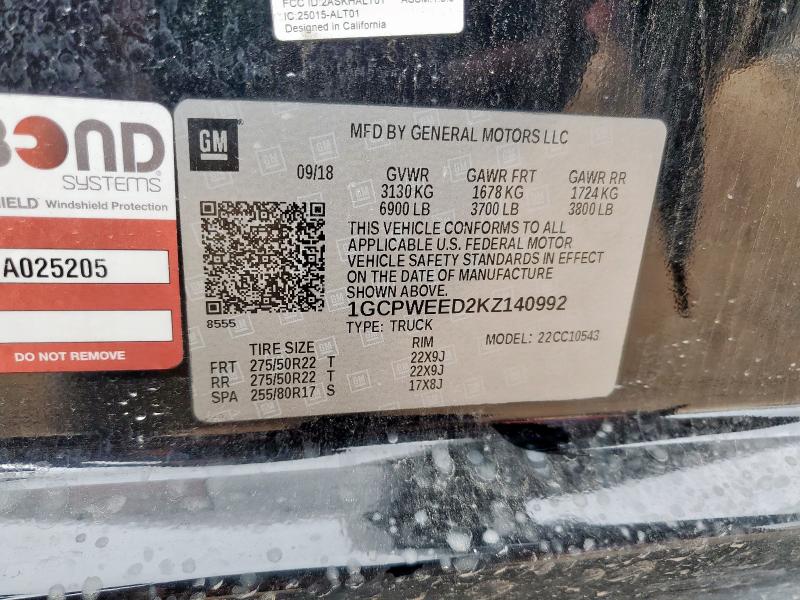 FCC ID:2ASKHALT01
IC:25015-ALT01
Designed in California
BOND
SYSTEMS
Windshield Protection
A025205
DO NOT REMOVE
GM
MFD BY GENERAL MOTORS LLC
09/18
GVWR GAWR FRT GAWR RR
3130 KG 1678 KG 1724 KG
6900 LB 3700 LB 3800 LB
THIS VEHICLE CONFORMS TO ALL
APPLICABLE U.S. FEDERAL MOTOR
VEHICLE SAFETY STANDARDS IN EFFECT
ON THE DATE OF MANUFACTURE
SHOWN ABOVE.
1GCPWEED2KZ140992
TYPE: TRUCK
MODEL: 22CC10543
8555
TIRE SIZE RIM
FRT 275/50R22 T 22X9J
RR 275/50R22 T 22X9J
SPA 255/80R17 S 17X8J